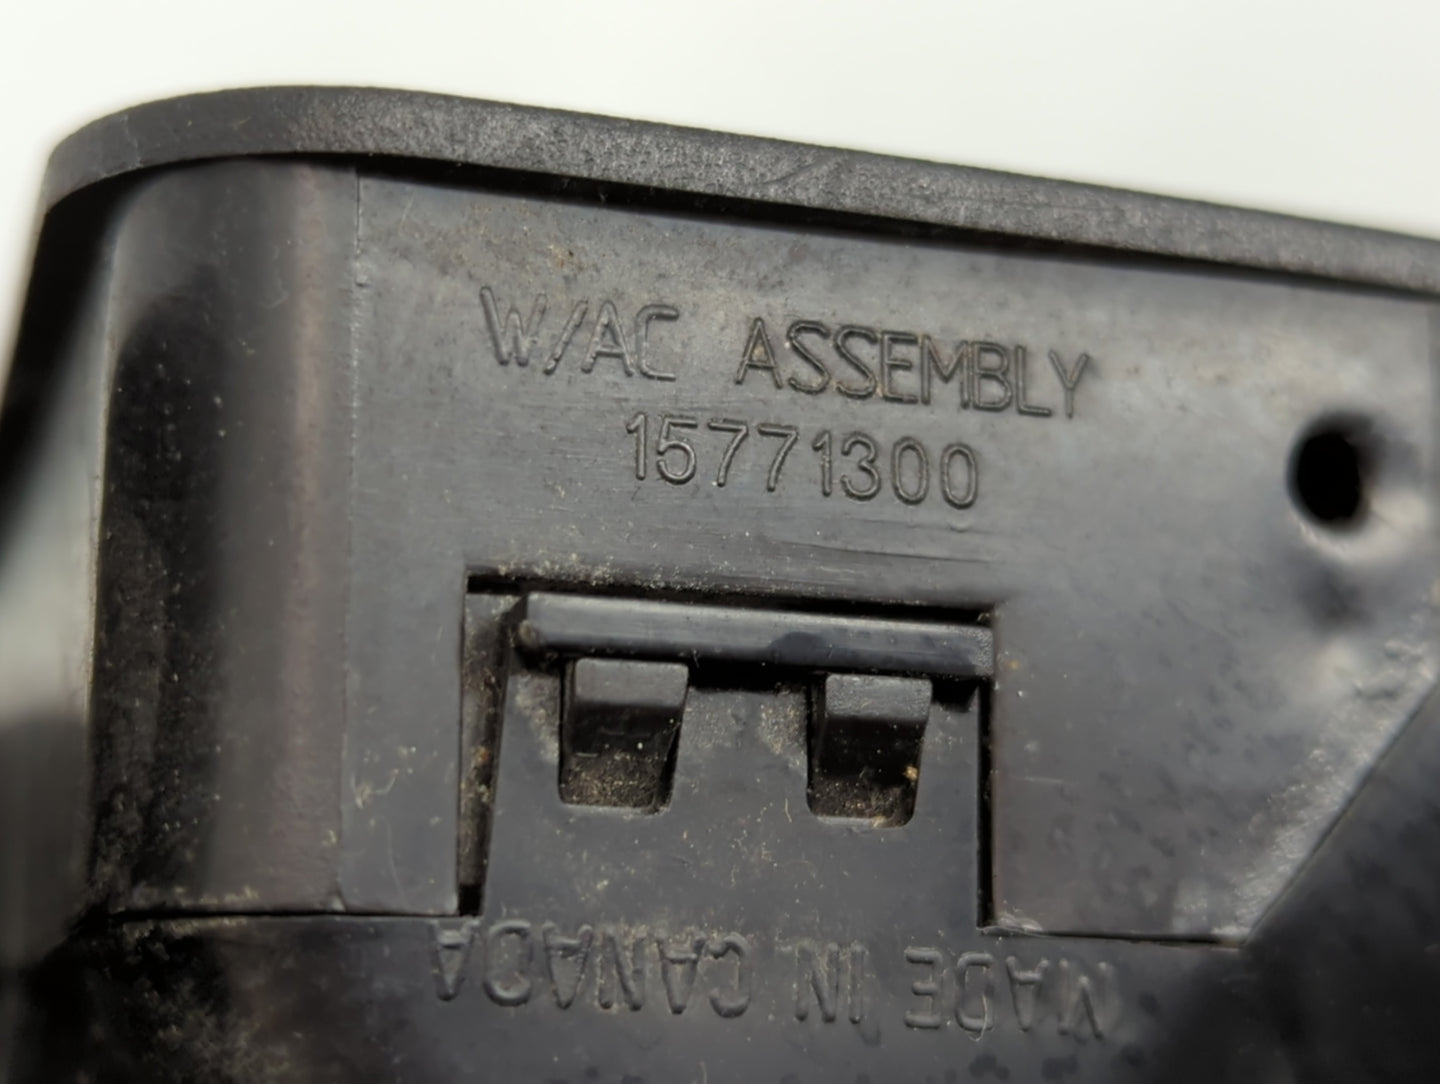 W/AC ASSEMBLY
15771300
MADE IN CANADA